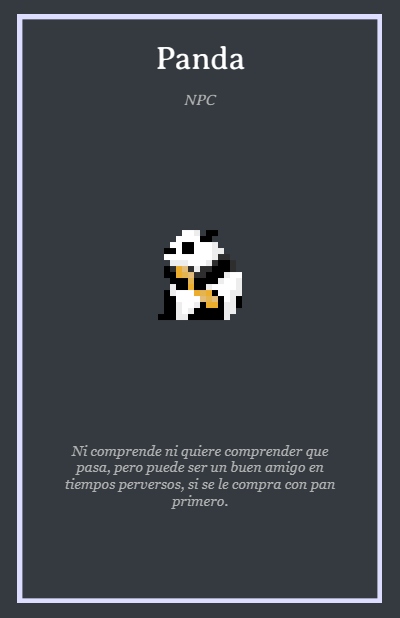 Panda
NPC
Ni comprende ni quiere comprender que
pasa, pero puede ser un buen amigo en
tiempos perversos, si se le compra con pan
primero.